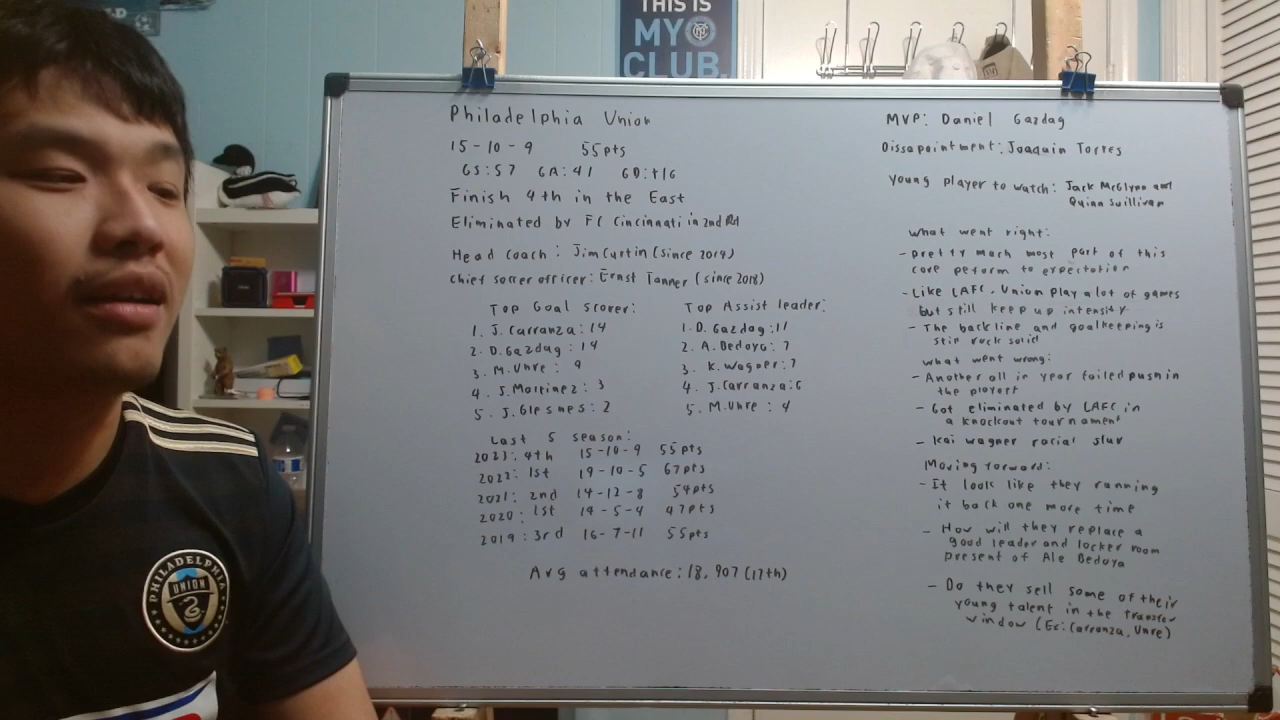 THIS IS
MY
CLUB.
Philadelphia Union
15-10-9 55pts
GS:57 GA:41 GD:+16
Finish 4th in the East
Eliminated by FC Cincinnati in 2nd Rd
Head coach: Jim Curtin (Since 2014)
Chief soccer officer: Ernst Tanner (since 2018)
Top Goal scorer:
1. J. Carranza: 14
2. D. Gazdag: 14
3. M. Uhre: 9
4. J. Martinez: 3
5. J. Glesnes: 2
Top Assist leader:
1. D. Gazdag: 11
2. A. Bedoya: 7
3. K. Wagner: 7
4. J. Carranza: 6
5. M. Uhre: 4
Last 5 season:
2023: 4th 15-10-9 55pts
2022: 1st 19-10-5 67pts
2021: 2nd 14-12-8 54pts
2020: 1st 14-5-4 47pts
2019: 3rd 16-7-11 55pts
Avg attendance: 18,907 (17th)
MVP: Daniel Gazdag
Dissapointment: Joaquin Torres
Young player to watch: Jack McGlynn and
Quinn Suillivan
What went right:
- pretty much most part of this
core peform to expectation
- Like LAFC, Union play a lot of games
but still keep up intensity
- The backline and goalkeeping is
still rock solid
What went wrong:
- Another all in year failed push in
the playoff
- Got eliminated by LAFC in
a knockout tournament
- Kai Wagner racial slur
Moving forward:
- It look like they running
it back one more time
- How will they replace a
good leader and locker room
present of Ale Bedoya
- Do they sell some of their
young talent in the transfer
window (Ex: Carranza, Uhre)
PHILADELPHIA
UNION